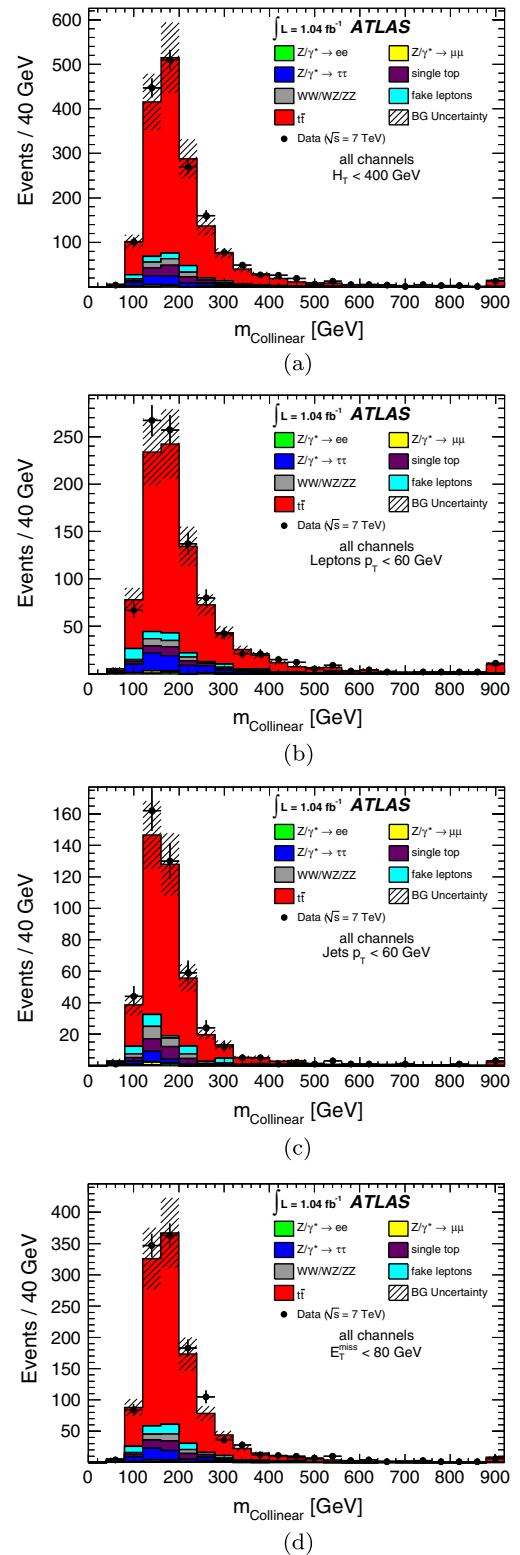 ∫ L = 1.04 fb⁻¹ ATLAS
Z/γ* → ee Z/γ* → μμ
Z/γ* → ττ single top
WW/WZ/ZZ fake leptons
tt̄ BG Uncertainty
Data (√s = 7 TeV)
all channels
H_T < 400 GeV
Events / 40 GeV
600
500
400
300
200
100
0 100 200 300 400 500 600 700 800 900
m_Collinear [GeV]
(a)
∫ L = 1.04 fb⁻¹ ATLAS
Z/γ* → ee Z/γ* → μμ
Z/γ* → ττ single top
WW/WZ/ZZ fake leptons
tt̄ BG Uncertainty
Data (√s = 7 TeV)
all channels
Leptons p_T < 60 GeV
Events / 40 GeV
250
200
150
100
50
0 100 200 300 400 500 600 700 800 900
m_Collinear [GeV]
(b)
∫ L = 1.04 fb⁻¹ ATLAS
Z/γ* → ee Z/γ* → μμ
Z/γ* → ττ single top
WW/WZ/ZZ fake leptons
tt̄ BG Uncertainty
Data (√s = 7 TeV)
all channels
Jets p_T < 60 GeV
Events / 40 GeV
160
140
120
100
80
60
40
20
0 100 200 300 400 500 600 700 800 900
m_Collinear [GeV]
(c)
∫ L = 1.04 fb⁻¹ ATLAS
Z/γ* → ee Z/γ* → μμ
Z/γ* → ττ single top
WW/WZ/ZZ fake leptons
tt̄ BG Uncertainty
Data (√s = 7 TeV)
all channels
E_T^miss < 80 GeV
Events / 40 GeV
400
350
300
250
200
150
100
50
0 100 200 300 400 500 600 700 800 900
m_Collinear [GeV]
(d)